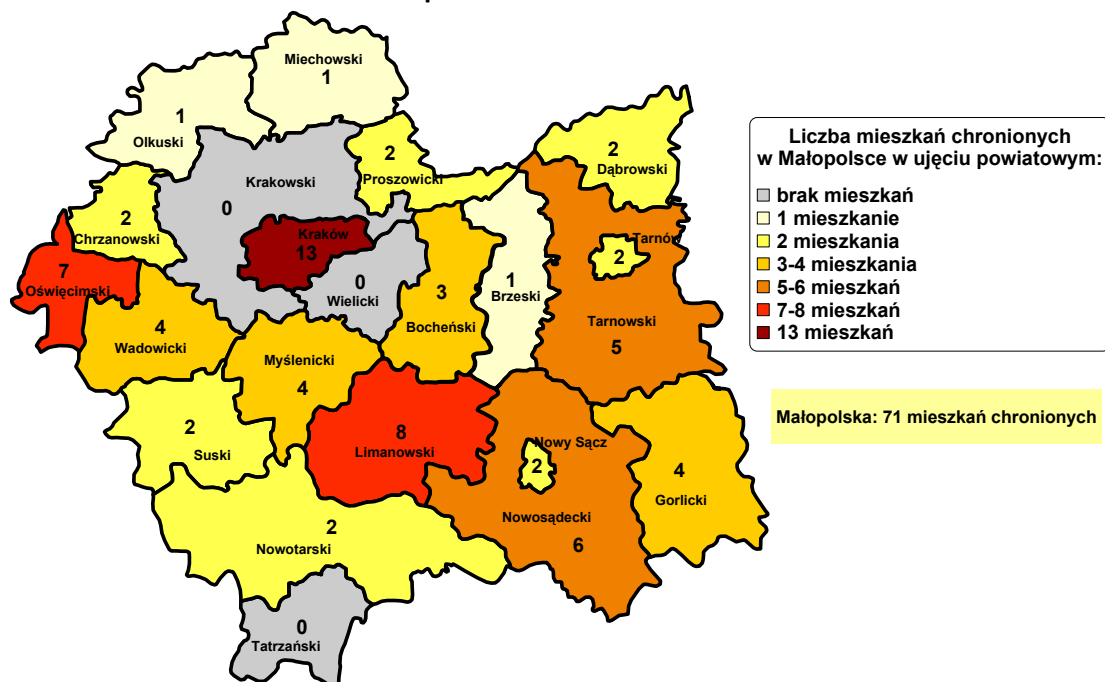 Miechowski
1
1
Olkuski
2
Proszowicki
2
Dąbrowski
Krakowski
0
2
Chrzanowski
Kraków
13
Tarnów
2
7
Oświęcimski
0
Wielicki
3
Bocheński
1
Brzeski
4
Wadowicki
Tarnowski
5
Myślenicki
4
2
Suski
8
Limanowski
Nowy Sącz
2
4
Gorlicki
Nowosądecki
6
2
Nowotarski
0
Tatrzański
Liczba mieszkań chronionych
w Małopolsce w ujęciu powiatowym:
brak mieszkań
1 mieszkanie
2 mieszkania
3-4 mieszkania
5-6 mieszkań
7-8 mieszkań
13 mieszkań
Małopolska: 71 mieszkań chronionych